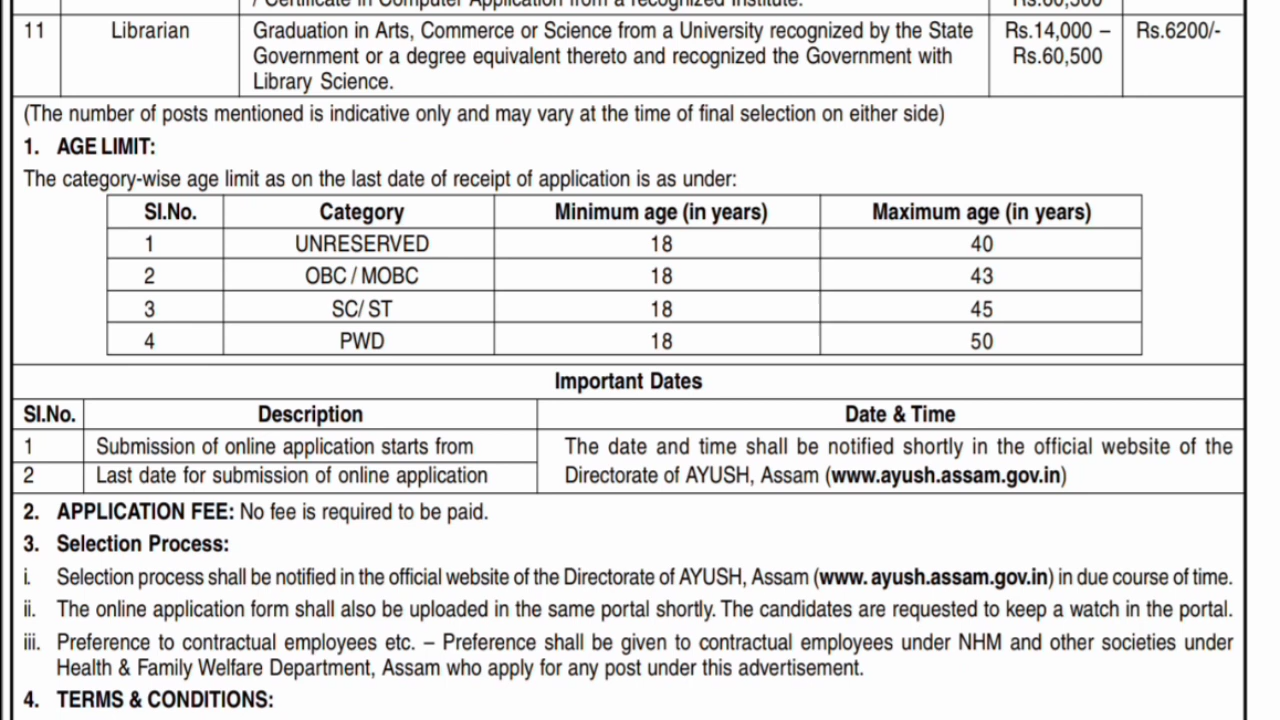 / Certificate in Computer Application from a recognized Institute. Rs.60,500
11 Librarian Graduation in Arts, Commerce or Science from a University recognized by the State Rs.14,000 – Rs.6200/-
Government or a degree equivalent thereto and recognized the Government with Rs.60,500
Library Science.
(The number of posts mentioned is indicative only and may vary at the time of final selection on either side)
1. AGE LIMIT:
The category-wise age limit as on the last date of receipt of application is as under:
Sl.No. Category Minimum age (in years) Maximum age (in years)
1 UNRESERVED 18 40
2 OBC / MOBC 18 43
3 SC/ ST 18 45
4 PWD 18 50
Important Dates
Sl.No. Description Date & Time
1 Submission of online application starts from The date and time shall be notified shortly in the official website of the
2 Last date for submission of online application Directorate of AYUSH, Assam (www.ayush.assam.gov.in)
2. APPLICATION FEE: No fee is required to be paid.
3. Selection Process:
i. Selection process shall be notified in the official website of the Directorate of AYUSH, Assam (www. ayush.assam.gov.in) in due course of time.
ii. The online application form shall also be uploaded in the same portal shortly. The candidates are requested to keep a watch in the portal.
iii. Preference to contractual employees etc. – Preference shall be given to contractual employees under NHM and other societies under
Health & Family Welfare Department, Assam who apply for any post under this advertisement.
4. TERMS & CONDITIONS: